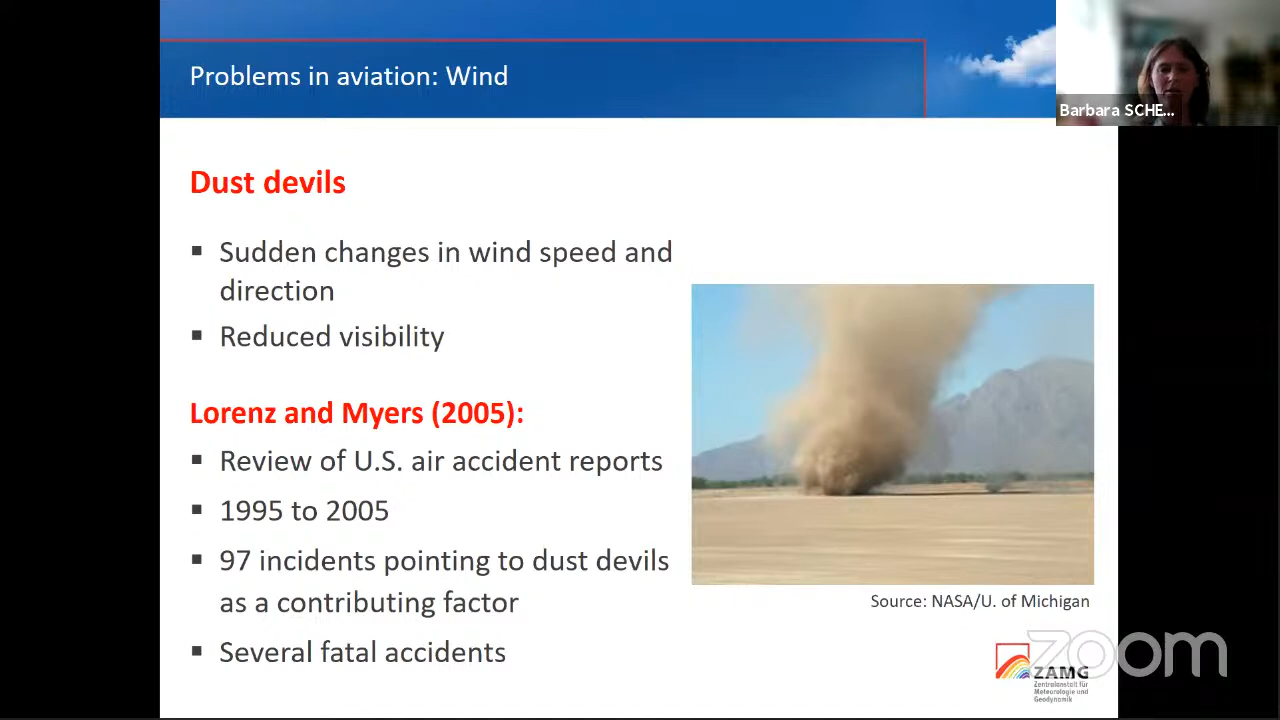 Problems in aviation: Wind
Barbara SCHE...
Dust devils
▪ Sudden changes in wind speed and
direction
▪ Reduced visibility
Lorenz and Myers (2005):
▪ Review of U.S. air accident reports
▪ 1995 to 2005
▪ 97 incidents pointing to dust devils
as a contributing factor
▪ Several fatal accidents
Source: NASA/U. of Michigan
zoom
ZAMG
Zentralanstalt für
Meteorologie und
Geodynamik